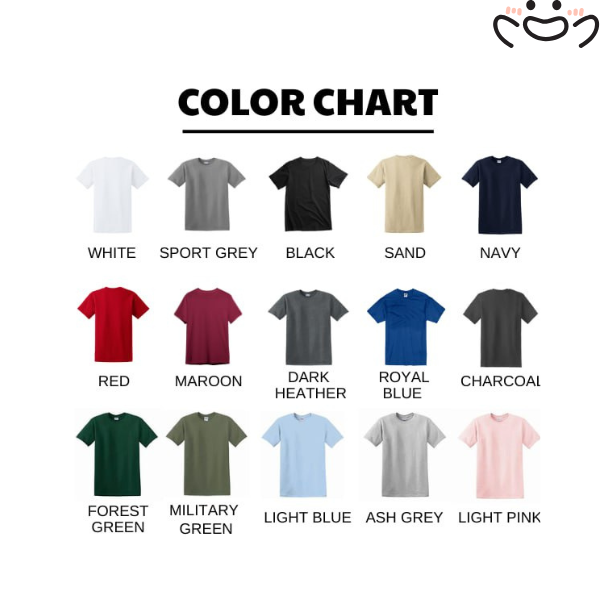 COLOR CHART
WHITE
SPORT GREY
BLACK
SAND
NAVY
RED
MAROON
DARK
HEATHER
ROYAL
BLUE
CHARCOAL
FOREST
GREEN
MILITARY
GREEN
LIGHT BLUE
ASH GREY
LIGHT PINK